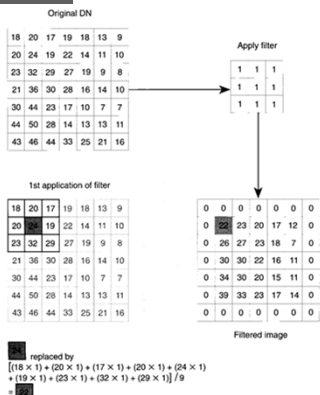 Original DN
18 20 17 19 18 13 9
20 24 19 22 14 11 10
23 32 29 27 19 9 8
21 36 30 28 16 14 10
30 44 23 17 10 7 7
44 50 28 14 13 13 11
43 46 44 33 25 21 16
Apply filter
1 1 1
1 1 1
1 1 1
1st application of filter
18 20 17 19 18 13 9
20 24 19 22 14 11 10
23 32 29 27 19 9 8
21 36 30 28 16 14 10
30 44 23 17 10 7 7
44 50 28 14 13 13 11
43 46 44 33 25 21 16
0 0 0 0 0 0 0
0 22 23 20 17 12 0
0 26 27 23 18 7 0
0 30 30 22 16 11 0
0 34 30 20 15 11 0
0 39 33 23 17 14 0
0 0 0 0 0 0 0
Filtered image
24 replaced by
[(18 × 1) + (20 × 1) + (17 × 1) + (20 × 1) + (24 × 1)
+ (19 × 1) + (23 × 1) + (32 × 1) + (29 × 1)] / 9
= 22